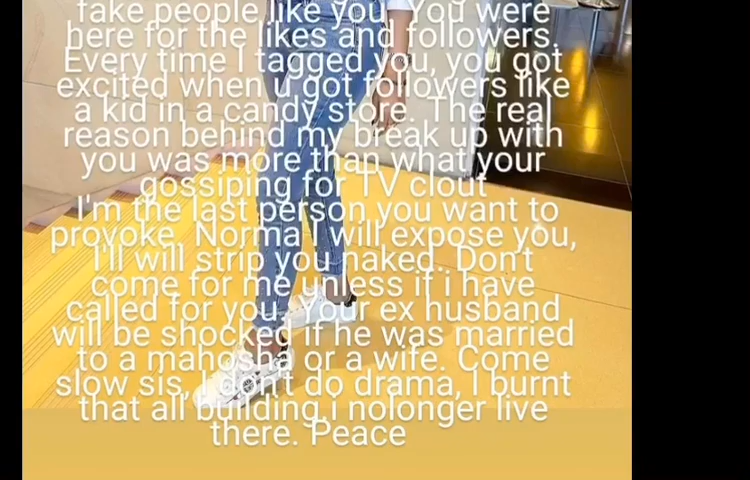 fake people like you. You were
here for the likes and followers.
Every time I tagged you, you got
excited when u got followers like
a kid in a candy store. The real
reason behind my break up with
you was more than what your
gossiping for TV clout
I'm the last person you want to
provoke, Norma I will expose you,
I'll will strip you naked. Don't
come for me unless if i have
called for you. Your ex husband
will be shocked if he was married
to a mahosha or a wife. Come
slow sis, I don't do drama, I burnt
that all building,i nolonger live
there. Peace